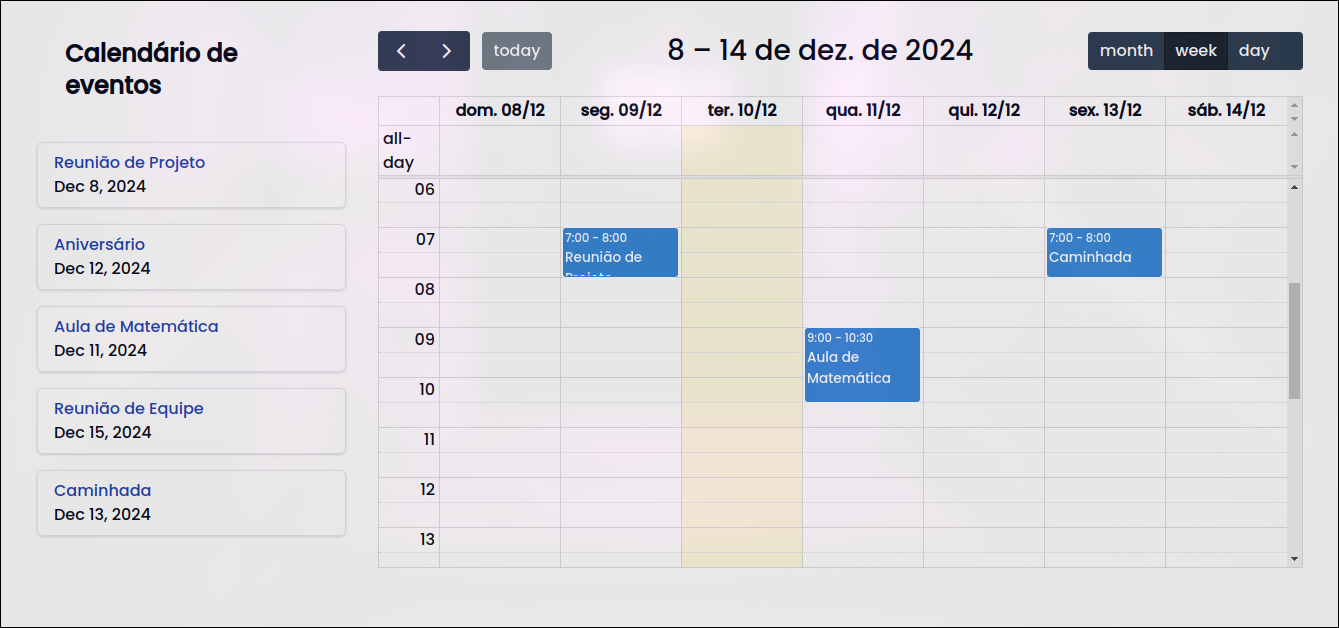 Calendário de
eventos
Reunião de Projeto
Dec 8, 2024
Aniversário
Dec 12, 2024
Aula de Matemática
Dec 11, 2024
Reunião de Equipe
Dec 15, 2024
Caminhada
Dec 13, 2024
today
8 – 14 de dez. de 2024
month week day
dom. 08/12 seg. 09/12 ter. 10/12 qua. 11/12 qui. 12/12 sex. 13/12 sáb. 14/12
all-
day
06
07
08
09
10
11
12
13
7:00 - 8:00
Reunião de
Projeto
9:00 - 10:30
Aula de
Matemática
7:00 - 8:00
Caminhada